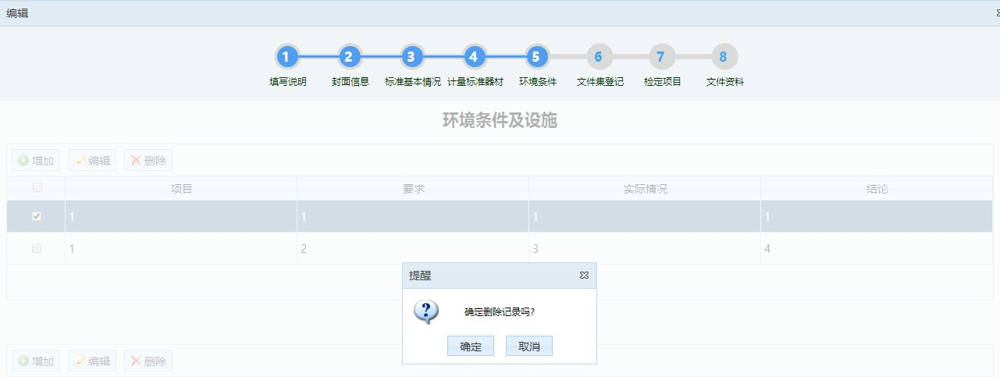 编辑
1 2 3 4 5 6 7 8
填写说明 封面信息 标准基本情况 计量标准器材 环境条件 文件集登记 检定项目 文件资料
环境条件及设施
增加 编辑 删除
项目 要求 实际情况 结论
1 1 1 1
1 2 3 4
提醒
?
确定删除记录吗?
确定 取消
增加 编辑 删除